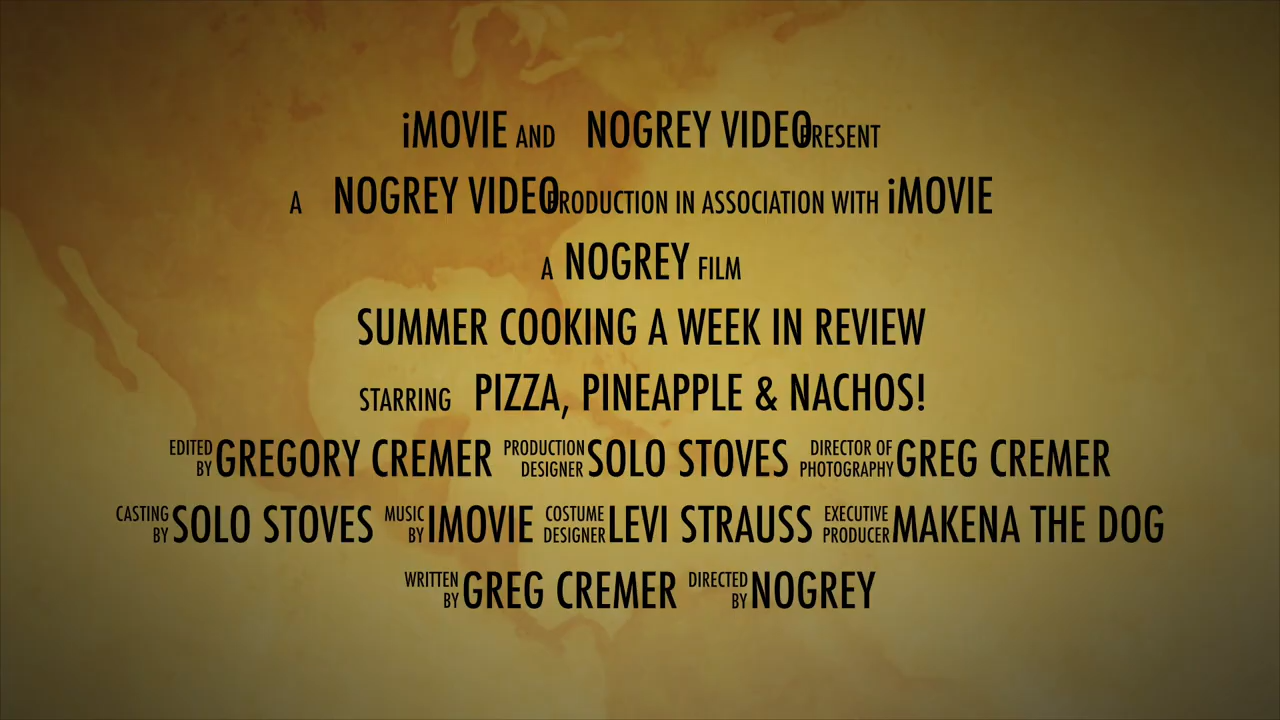 iMOVIE AND NOGREY VIDEO PRESENT
A NOGREY VIDEO PRODUCTION IN ASSOCIATION WITH iMOVIE
A NOGREY FILM
SUMMER COOKING A WEEK IN REVIEW
STARRING PIZZA, PINEAPPLE & NACHOS!
EDITED BY GREGORY CREMER PRODUCTION DESIGNER SOLO STOVES DIRECTOR OF PHOTOGRAPHY GREG CREMER
CASTING BY SOLO STOVES MUSIC BY IMOVIE COSTUME DESIGNER LEVI STRAUSS EXECUTIVE PRODUCER MAKENA THE DOG
WRITTEN BY GREG CREMER DIRECTED BY NOGREY